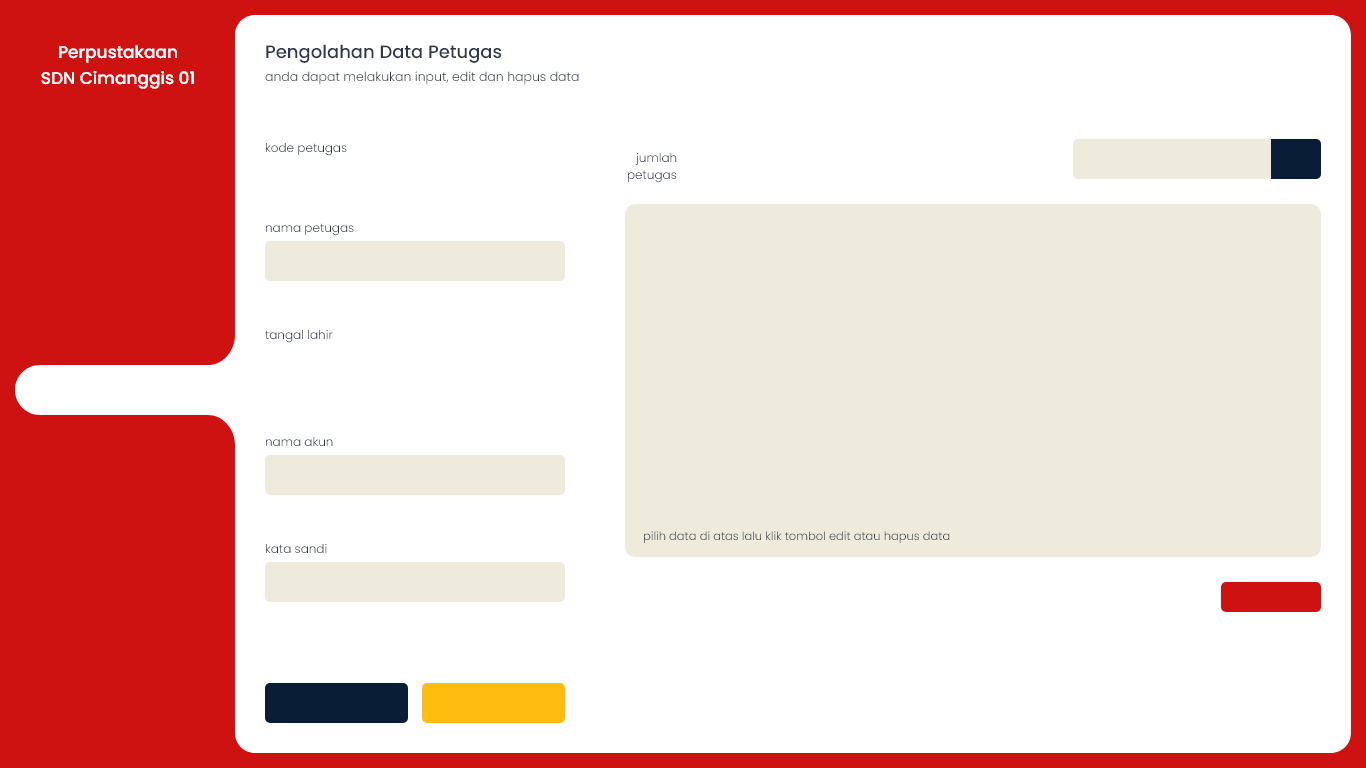 Perpustakaan
SDN Cimanggis 01
Pengolahan Data Petugas
anda dapat melakukan input, edit dan hapus data
kode petugas
nama petugas
tangal lahir
nama akun
kata sandi
jumlah
petugas
pilih data di atas lalu klik tombol edit atau hapus data